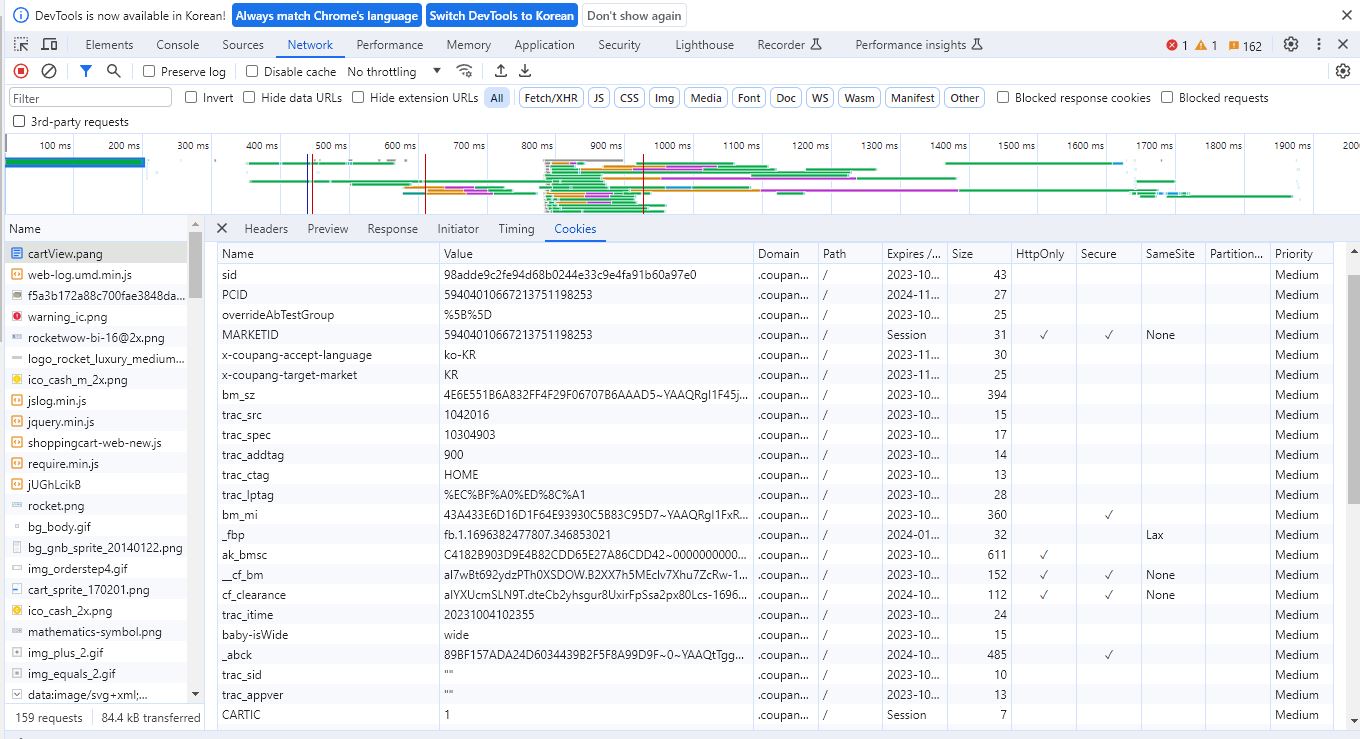 DevTools is now available in Korean! Always match Chrome's language Switch DevTools to Korean Don't show again
Elements Console Sources Network Performance Memory Application Security Lighthouse Recorder Performance insights 1 1 162
Preserve log Disable cache No throttling
Filter Invert Hide data URLs Hide extension URLs All Fetch/XHR JS CSS Img Media Font Doc WS Wasm Manifest Other Blocked response cookies Blocked requests
3rd-party requests
100 ms 200 ms 300 ms 400 ms 500 ms 600 ms 700 ms 800 ms 900 ms 1000 ms 1100 ms 1200 ms 1300 ms 1400 ms 1500 ms 1600 ms 1700 ms 1800 ms 1900 ms 2000
Name
cartView.pang
web-log.umd.min.js
f5a3b172a88c700fae3848da...
warning_ic.png
rocketwow-bi-16@2x.png
logo_rocket_luxury_medium...
ico_cash_m_2x.png
jslog.min.js
jquery.min.js
shoppingcart-web-new.js
require.min.js
jUGhLcikB
rocket.png
bg_body.gif
bg_gnb_sprite_20140122.png
img_orderstep4.gif
cart_sprite_170201.png
ico_cash_2x.png
mathematics-symbol.png
img_plus_2.gif
img_equals_2.gif
data:image/svg+xml;...
159 requests 84.4 kB transferred
Headers Preview Response Initiator Timing Cookies
Name Value Domain Path Expires /... Size HttpOnly Secure SameSite Partition... Priority
sid 98adde9c2fe94d68b0244e33c9e4fa91b60a97e0 .coupan... / 2023-10... 43 Medium
PCID 59404010667213751198253 .coupan... / 2024-11... 27 Medium
overrideAbTestGroup %5B%5D .coupan... / 2023-10... 25 Medium
MARKETID 59404010667213751198253 .coupan... / Session 31 ✓ ✓ None Medium
x-coupang-accept-language ko-KR .coupan... / 2023-11... 30 Medium
x-coupang-target-market KR .coupan... / 2023-11... 25 Medium
bm_sz 4E6E551B6A832FF4F29F06707B6AAAD5~YAAQRgI1F45j... .coupan... / 2023-10... 394 Medium
trac_src 1042016 .coupan... / 2023-10... 15 Medium
trac_spec 10304903 .coupan... / 2023-10... 17 Medium
trac_addtag 900 .coupan... / 2023-10... 14 Medium
trac_ctag HOME .coupan... / 2023-10... 13 Medium
trac_lptag %EC%BF%A0%ED%8C%A1 .coupan... / 2023-10... 28 Medium
bm_mi 43A433E6D16D1F64E93930C5B83C95D7~YAAQRgI1FxR... .coupan... / 2023-10... 360 ✓ Medium
_fbp fb.1.1696382477807.346853021 .coupan... / 2024-01... 32 Lax Medium
ak_bmsc C4182B903D9E4B82CDD65E27A86CDD42~0000000000... .coupan... / 2023-10... 611 ✓ Medium
__cf_bm aI7wBt692ydzPTh0XSDOW.B2XX7h5MEcIv7Xhu7ZcRw-1... .coupan... / 2023-10... 152 ✓ ✓ None Medium
cf_clearance alYXUcmSLN9T.dteCb2yhsgur8UxirFpSsa2px80Lcs-1696... .coupan... / 2024-10... 112 ✓ ✓ None Medium
trac_itime 20231004102355 .coupan... / 2023-10... 24 Medium
baby-isWide wide .coupan... / 2023-10... 15 Medium
_abck 89BF157ADA24D6034439B2F5F8A99D9F~0~YAAQtTgg... .coupan... / 2024-10... 485 ✓ Medium
trac_sid "" .coupan... / 2023-10... 10 Medium
trac_appver "" .coupan... / 2023-10... 13 Medium
CARTIC 1 .coupan... / Session 7 Medium